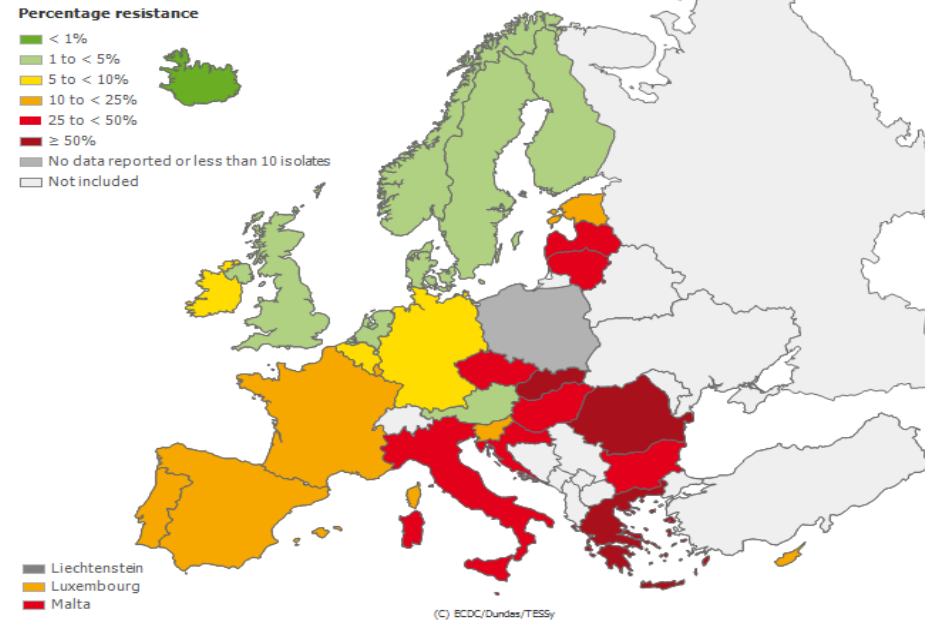 Percentage resistance
< 1%
1 to < 5%
5 to < 10%
10 to < 25%
25 to < 50%
≥ 50%
No data reported or less than 10 isolates
Not included
Liechtenstein
Luxembourg
Malta
(C) ECDC/Dundas/TESSy